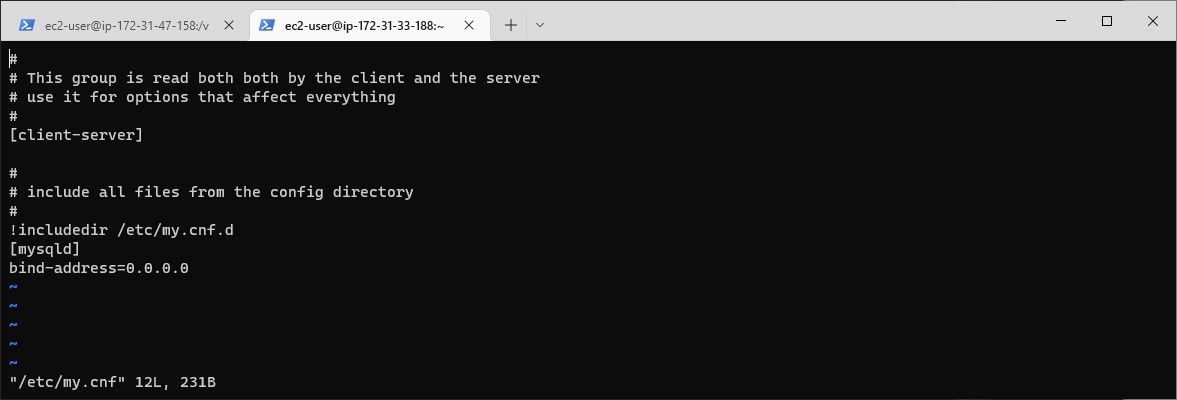 ec2-user@ip-172-31-47-158:/v
ec2-user@ip-172-31-33-188:~
#
# This group is read both both by the client and the server
# use it for options that affect everything
#
[client-server]
#
# include all files from the config directory
#
!includedir /etc/my.cnf.d
[mysqld]
bind-address=0.0.0.0
~
~
~
~
~
"/etc/my.cnf" 12L, 231B